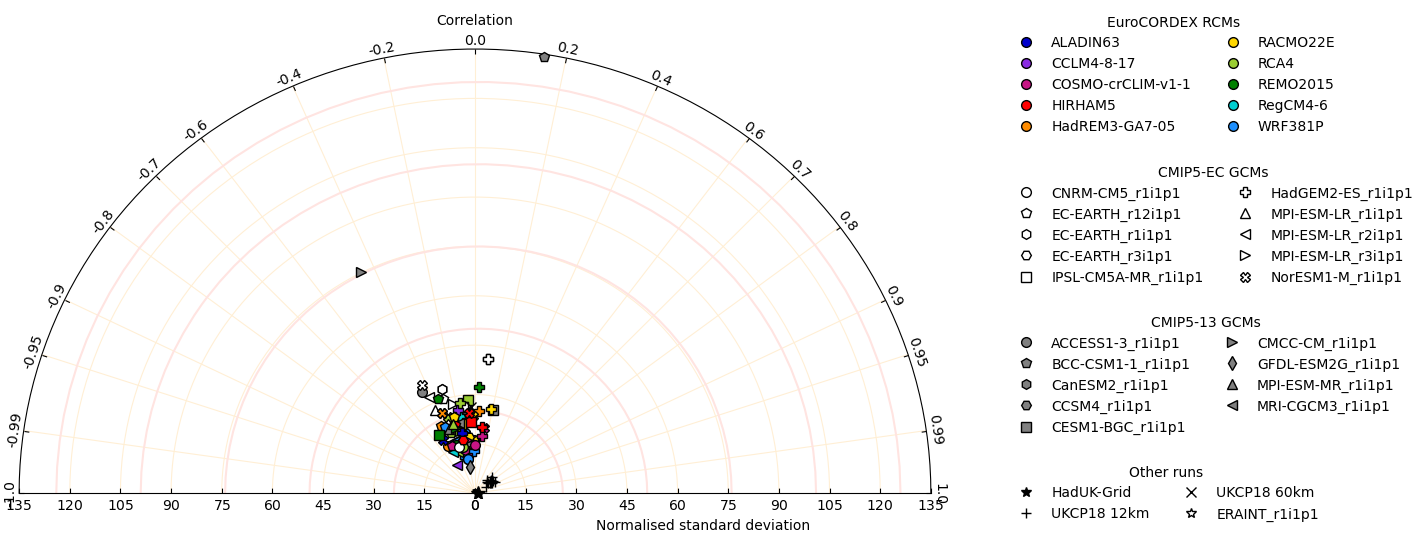 Correlation
0.0
-0.2
0.2
-0.4
0.4
-0.6
0.6
-0.7
0.7
-0.8
0.8
-0.9
0.9
-0.95
0.95
-0.99
0.99
-1.0
1.0
135 120 105 90 75 60 45 30 15 0 15 30 45 60 75 90 105 120 135
Normalised standard deviation
EuroCORDEX RCMs
ALADIN63 RACMO22E
CCLM4-8-17 RCA4
COSMO-crCLIM-v1-1 REMO2015
HIRHAM5 RegCM4-6
HadREM3-GA7-05 WRF381P
CMIP5-EC GCMs
CNRM-CM5_r1i1p1 HadGEM2-ES_r1i1p1
EC-EARTH_r12i1p1 MPI-ESM-LR_r1i1p1
EC-EARTH_r1i1p1 MPI-ESM-LR_r2i1p1
EC-EARTH_r3i1p1 MPI-ESM-LR_r3i1p1
IPSL-CM5A-MR_r1i1p1 NorESM1-M_r1i1p1
CMIP5-13 GCMs
ACCESS1-3_r1i1p1 CMCC-CM_r1i1p1
BCC-CSM1-1_r1i1p1 GFDL-ESM2G_r1i1p1
CanESM2_r1i1p1 MPI-ESM-MR_r1i1p1
CCSM4_r1i1p1 MRI-CGCM3_r1i1p1
CESM1-BGC_r1i1p1
Other runs
HadUK-Grid UKCP18 60km
UKCP18 12km ERAINT_r1i1p1